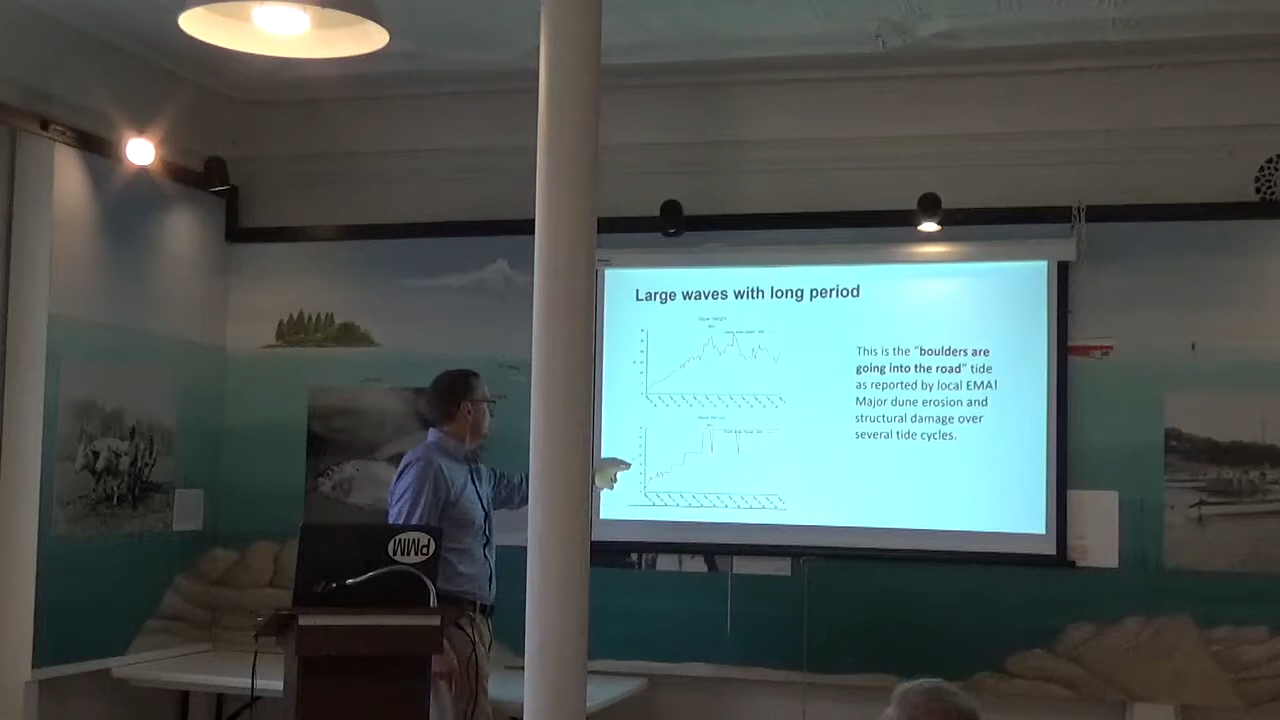 Large waves with long period
This is the "boulders are
going into the road" tide
as reported by local EMA!
Major dune erosion and
structural damage over
several tide cycles.
PMM